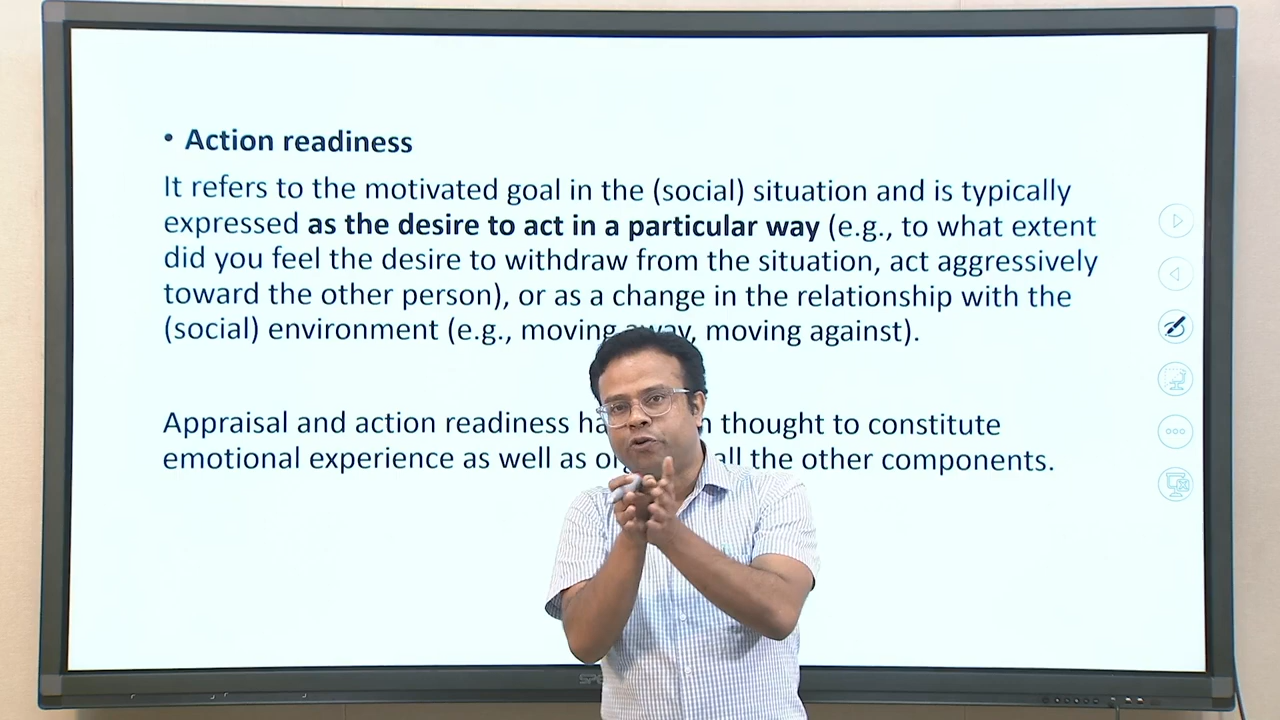 • Action readiness
It refers to the motivated goal in the (social) situation and is typically
expressed as the desire to act in a particular way (e.g., to what extent
did you feel the desire to withdraw from the situation, act aggressively
toward the other person), or as a change in the relationship with the
(social) environment (e.g., moving away, moving against).
Appraisal and action readiness thought to constitute
emotional experience as well as all the other components.